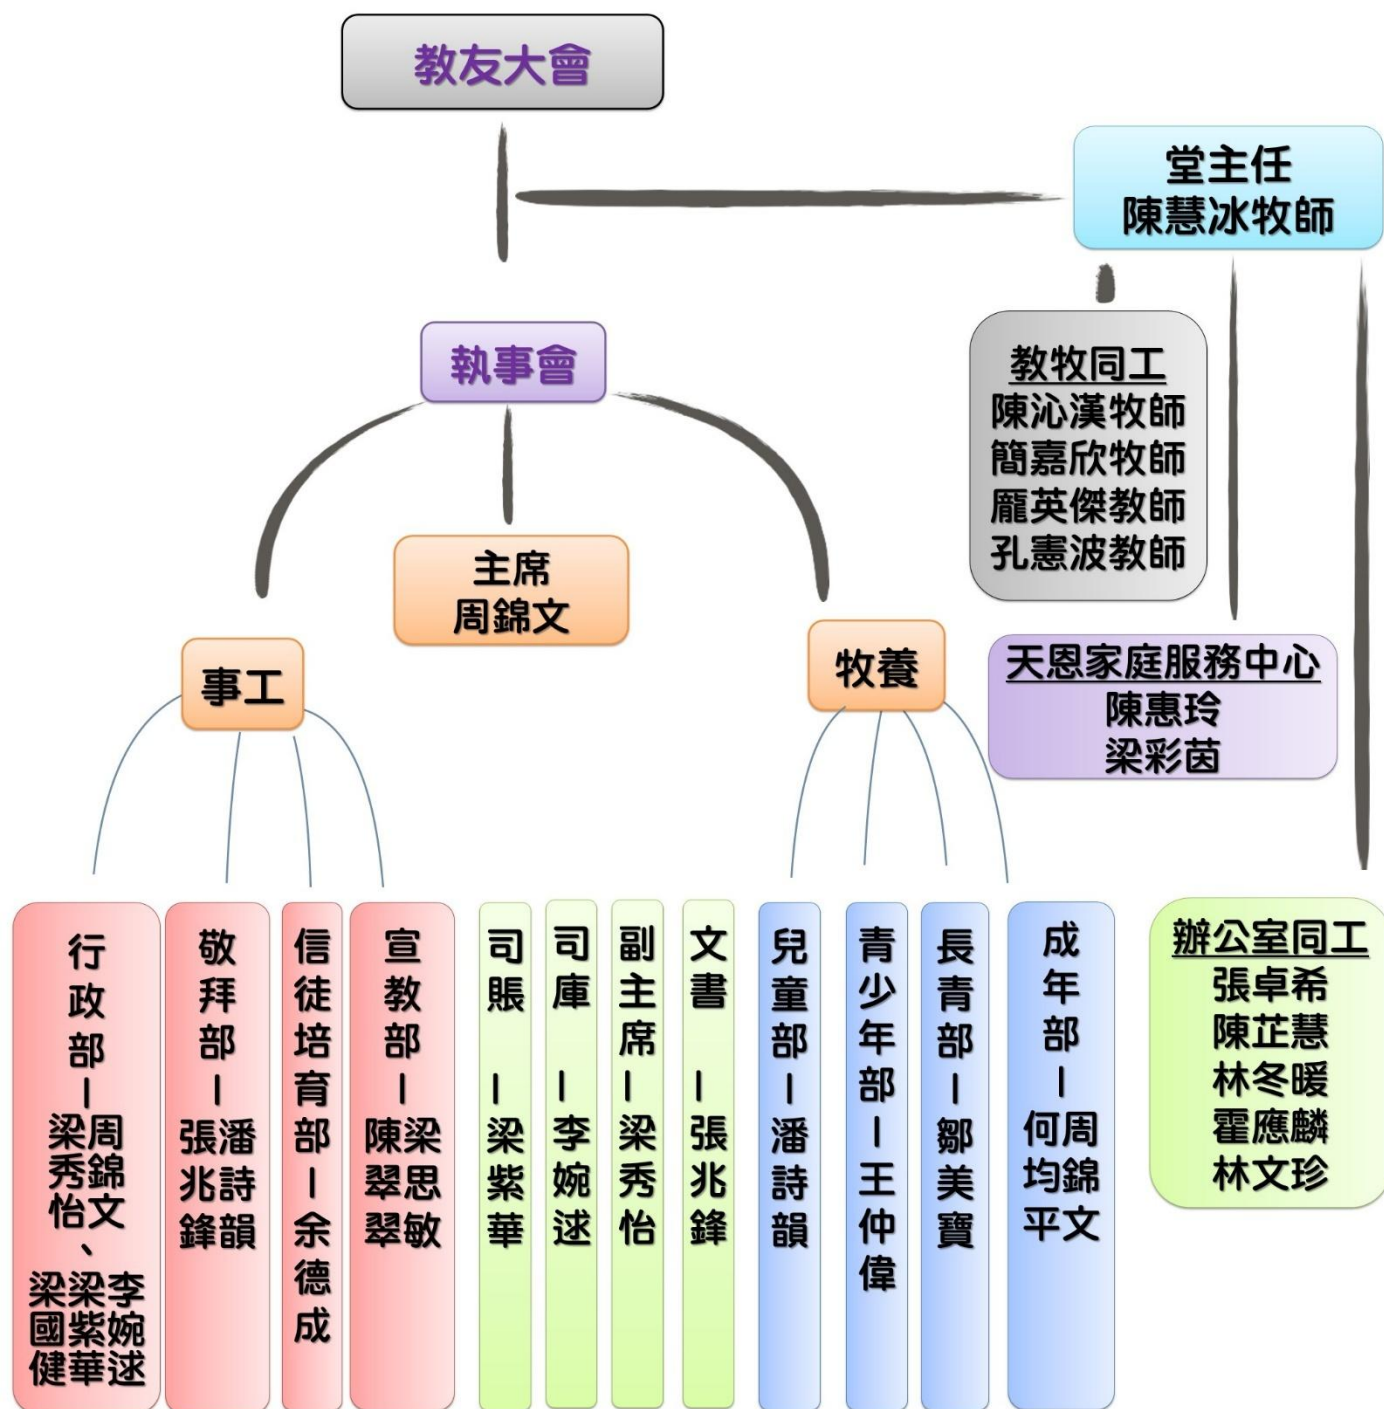 教友大會
堂主任
陳慧冰牧師
執事會
教牧同工
陳沁漢牧師
簡嘉欣牧師
龐英傑教師
孔憲波教師
主席
周錦文
事工
牧養
天恩家庭服務中心
陳惠玲
梁彩茵
行政部－周錦文
梁秀怡、
李婉逑
梁紫華
梁國健
敬拜部－潘詩韻
張兆鋒
信徒培育部－余德成
宣教部－梁思敏
陳翠翠
司賬 －梁紫華
司庫 －李婉逑
副主席－梁秀怡
文書 －張兆鋒
兒童部－潘詩韻
青少年部－王仲偉
長青部－鄒美寶
成年部－周錦文
何均平
辦公室同工
張卓希
陳芷慧
林冬暖
霍應麟
林文珍